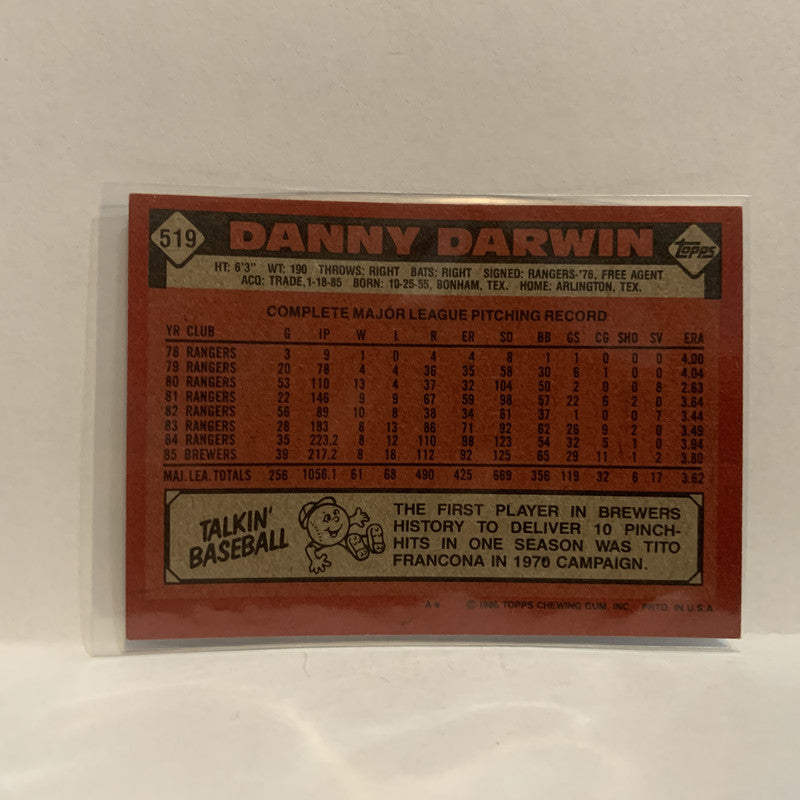 519 DANNY DARWIN Topps
HT: 6'3" WT: 190 THROWS: RIGHT BATS: RIGHT SIGNED: RANGERS-'76, FREE AGENT
ACQ: TRADE,1-18-85 BORN: 10-25-55, BONHAM, TEX. HOME: ARLINGTON, TEX.
COMPLETE MAJOR LEAGUE PITCHING RECORD
YR CLUB G IP W L R ER SO BB GS CG SHO SV ERA
78 RANGERS 3 9 1 0 4 4 8 1 1 0 0 0 4.00
79 RANGERS 20 78 4 4 36 35 58 30 6 1 0 0 4.04
80 RANGERS 53 110 13 4 37 32 104 50 2 0 0 8 2.63
81 RANGERS 22 146 9 9 67 59 98 57 22 6 2 0 3.64
82 RANGERS 56 89 10 8 38 34 61 37 1 0 0 7 3.44
83 RANGERS 28 183 8 13 86 71 92 62 26 9 2 0 3.49
84 RANGERS 35 223.2 8 12 110 98 123 54 32 5 1 0 3.94
85 BREWERS 39 217.2 8 18 112 92 125 65 29 11 1 2 3.80
MAJ. LEA. TOTALS 256 1056.1 61 68 490 425 669 356 119 32 6 17 3.62
TALKIN' BASEBALL
THE FIRST PLAYER IN BREWERS
HISTORY TO DELIVER 10 PINCH-
HITS IN ONE SEASON WAS TITO
FRANCONA IN 1970 CAMPAIGN.
A* © 1986 TOPPS CHEWING GUM, INC. PRTD. IN U.S.A.